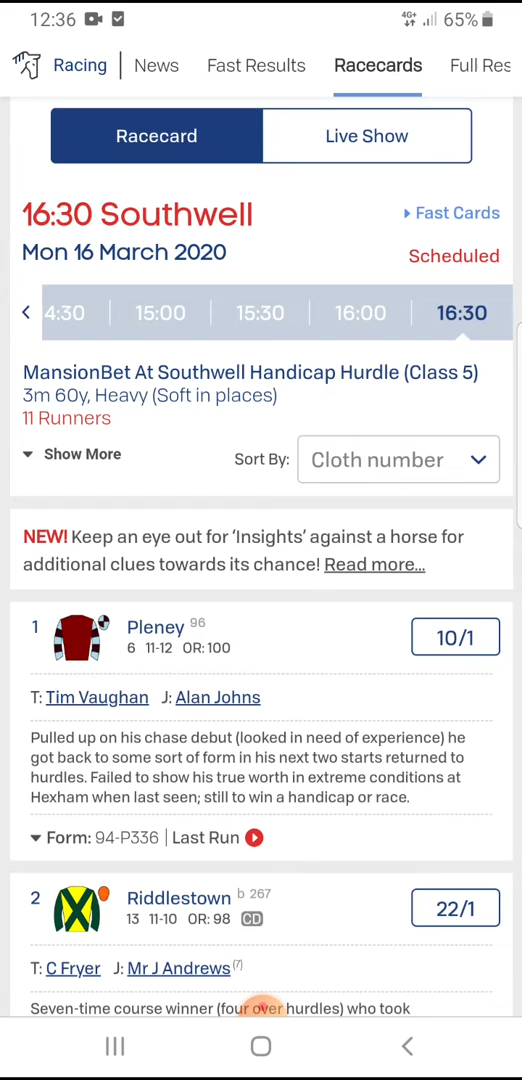 12:36 4G+ 65%
Racing | News Fast Results Racecards Full Res
Racecard Live Show
16:30 Southwell Fast Cards
Mon 16 March 2020 Scheduled
4:30 15:00 15:30 16:00 16:30
MansionBet At Southwell Handicap Hurdle (Class 5)
3m 60y, Heavy (Soft in places)
11 Runners
Show More Sort By: Cloth number
NEW! Keep an eye out for 'Insights' against a horse for
additional clues towards its chance! Read more...
1 Pleney 96 10/1
6 11-12 OR:100
T: Tim Vaughan J: Alan Johns
Pulled up on his chase debut (looked in need of experience) he
got back to some sort of form in his next two starts returned to
hurdles. Failed to show his true worth in extreme conditions at
Hexham when last seen; still to win a handicap or race.
Form: 94-P336 | Last Run
2 Riddlestown b 267 22/1
13 11-10 OR: 98 CD
T: C Fryer J: Mr J Andrews (7)
Seven-time course winner (four over hurdles) who took